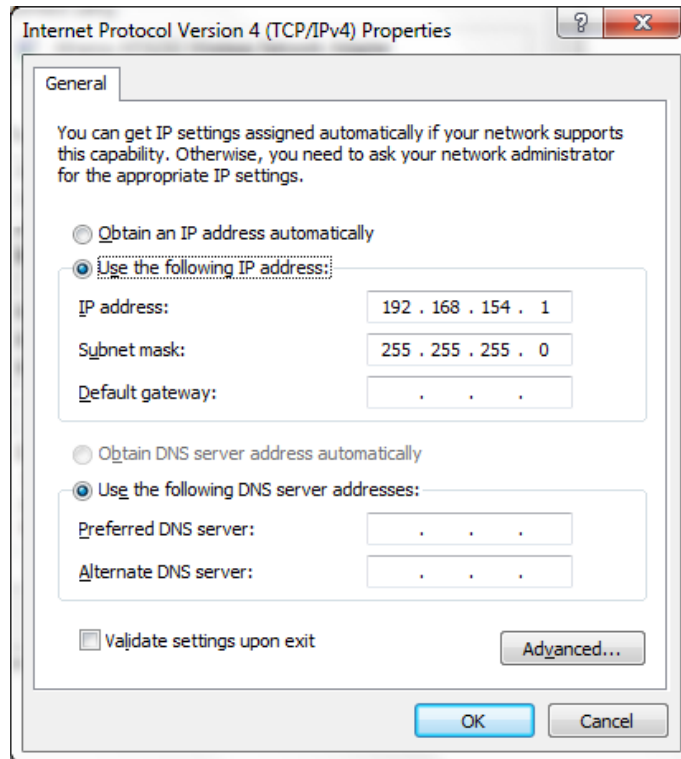 Internet Protocol Version 4 (TCP/IPv4) Properties
General
You can get IP settings assigned automatically if your network supports
this capability. Otherwise, you need to ask your network administrator
for the appropriate IP settings.
Obtain an IP address automatically
Use the following IP address:
IP address: 192 . 168 . 154 . 1
Subnet mask: 255 . 255 . 255 . 0
Default gateway: . . .
Obtain DNS server address automatically
Use the following DNS server addresses:
Preferred DNS server: . . .
Alternate DNS server: . . .
Validate settings upon exit
Advanced...
OK Cancel